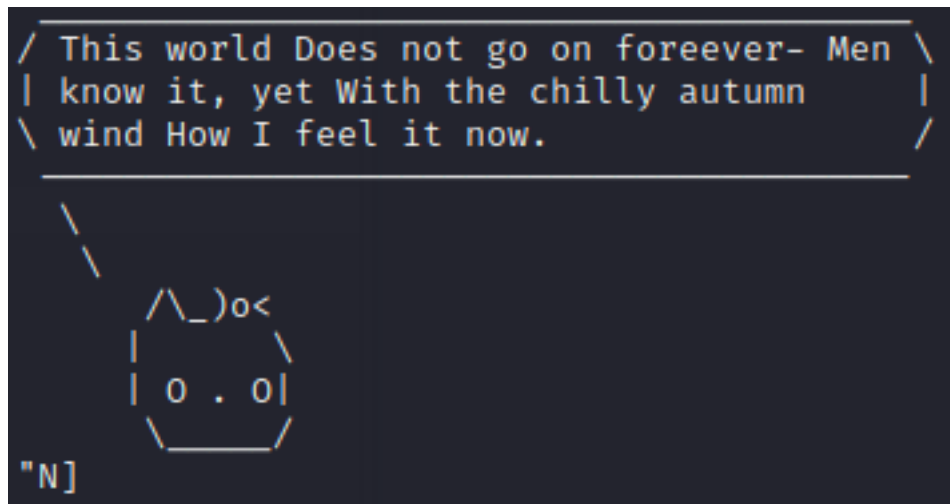 This world Does not go on foreever- Men
know it, yet With the chilly autumn
wind How I feel it now.
"N]